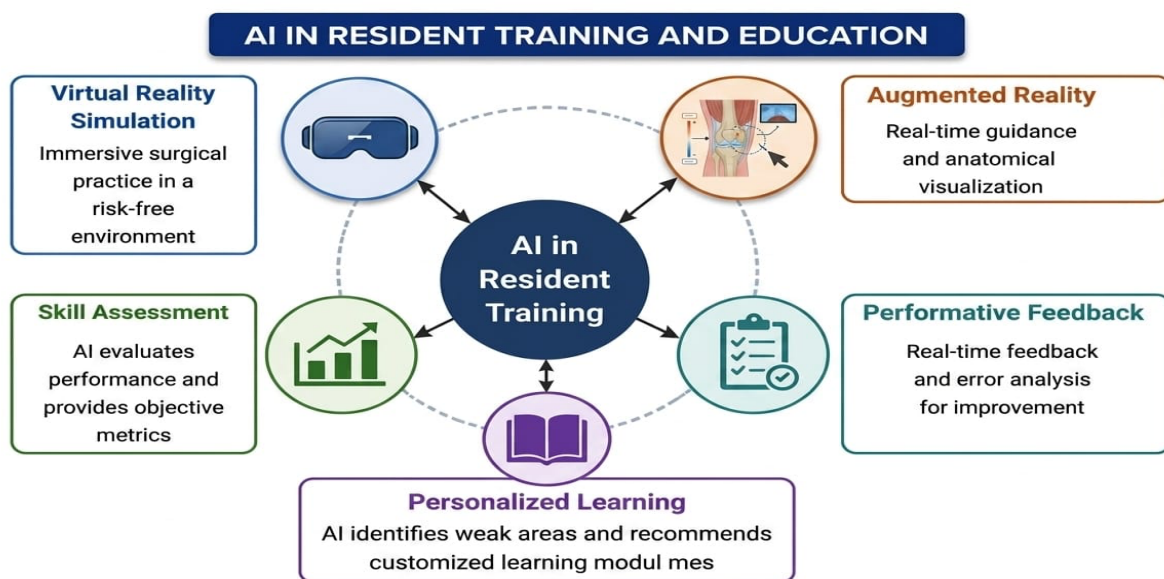 AI IN RESIDENT TRAINING AND EDUCATION
Virtual Reality
Simulation
Immersive surgical
practice in a
risk-free
environment
Augmented Reality
Real-time guidance
and anatomical
visualization
AI in
Resident
Training
Skill Assessment
AI evaluates
performance and
provides objective
metrics
Performative Feedback
Real-time feedback
and error analysis
for improvement
Personalized Learning
AI identifies weak areas and recommends
customized learning modul mes